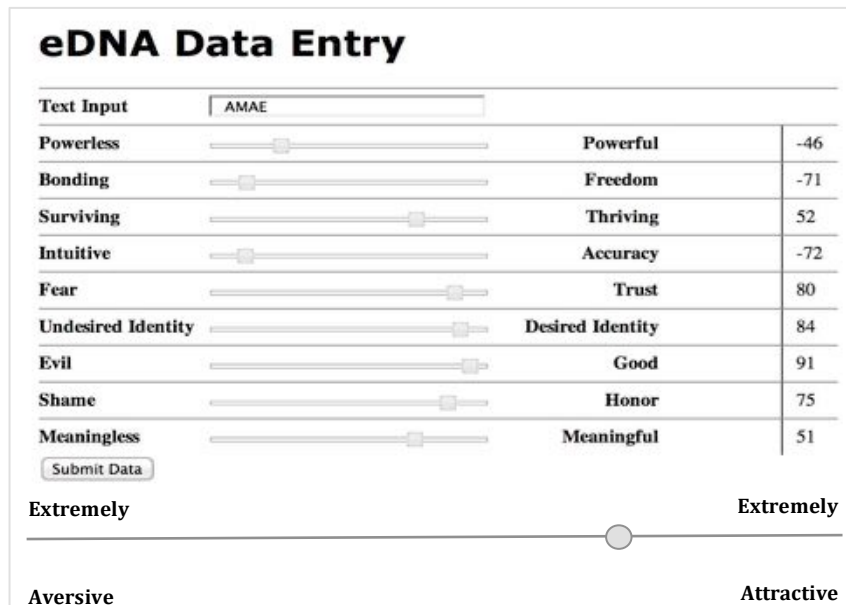 eDNA Data Entry
Text Input AMAE
Powerless Powerful -46
Bonding Freedom -71
Surviving Thriving 52
Intuitive Accuracy -72
Fear Trust 80
Undesired Identity Desired Identity 84
Evil Good 91
Shame Honor 75
Meaningless Meaningful 51
Submit Data
Extremely Extremely
Aversive Attractive